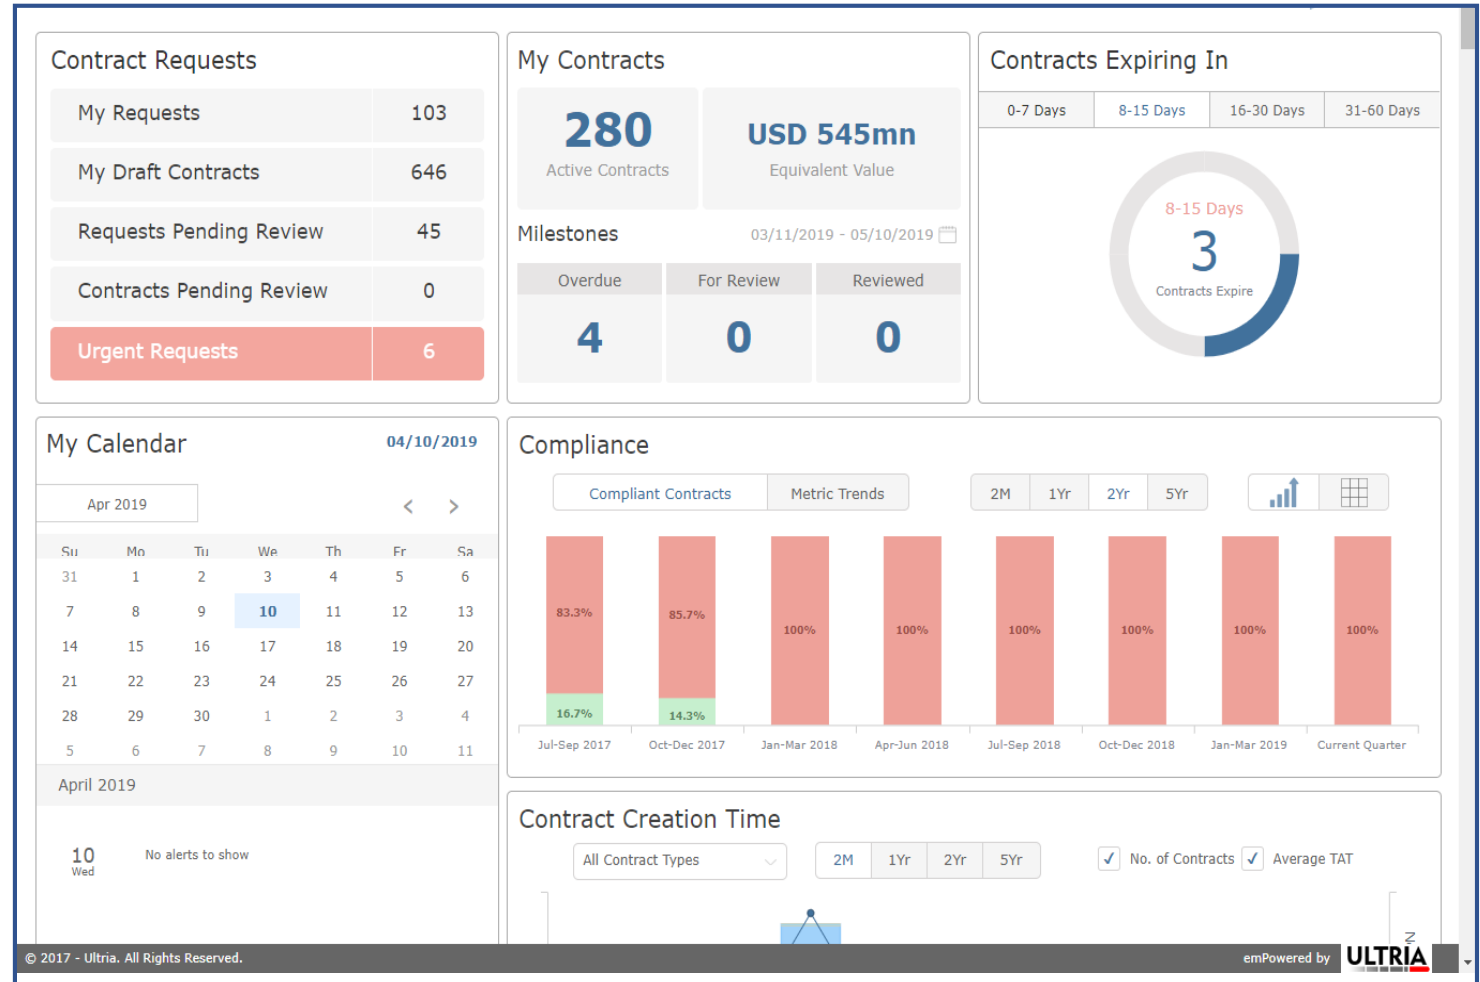 Contract Requests
My Requests 103
My Draft Contracts 646
Requests Pending Review 45
Contracts Pending Review 0
Urgent Requests 6
My Contracts
280
Active Contracts
USD 545mn
Equivalent Value
Milestones 03/11/2019 - 05/10/2019
Overdue For Review Reviewed
4 0 0
Contracts Expiring In
0-7 Days 8-15 Days 16-30 Days 31-60 Days
8-15 Days
3
Contracts Expire
My Calendar 04/10/2019
Apr 2019 < >
Su Mo Tu We Th Fr Sa
31 1 2 3 4 5 6
7 8 9 10 11 12 13
14 15 16 17 18 19 20
21 22 23 24 25 26 27
28 29 30 1 2 3 4
5 6 7 8 9 10 11
April 2019
10
Wed
No alerts to show
Compliance
Compliant Contracts Metric Trends 2M 1Yr 2Yr 5Yr
83.3% 85.7% 100% 100% 100% 100% 100% 100%
16.7% 14.3%
Jul-Sep 2017 Oct-Dec 2017 Jan-Mar 2018 Apr-Jun 2018 Jul-Sep 2018 Oct-Dec 2018 Jan-Mar 2019 Current Quarter
Contract Creation Time
All Contract Types 2M 1Yr 2Yr 5Yr No. of Contracts Average TAT
© 2017 - Ultria. All Rights Reserved.
emPowered by ULTRIA